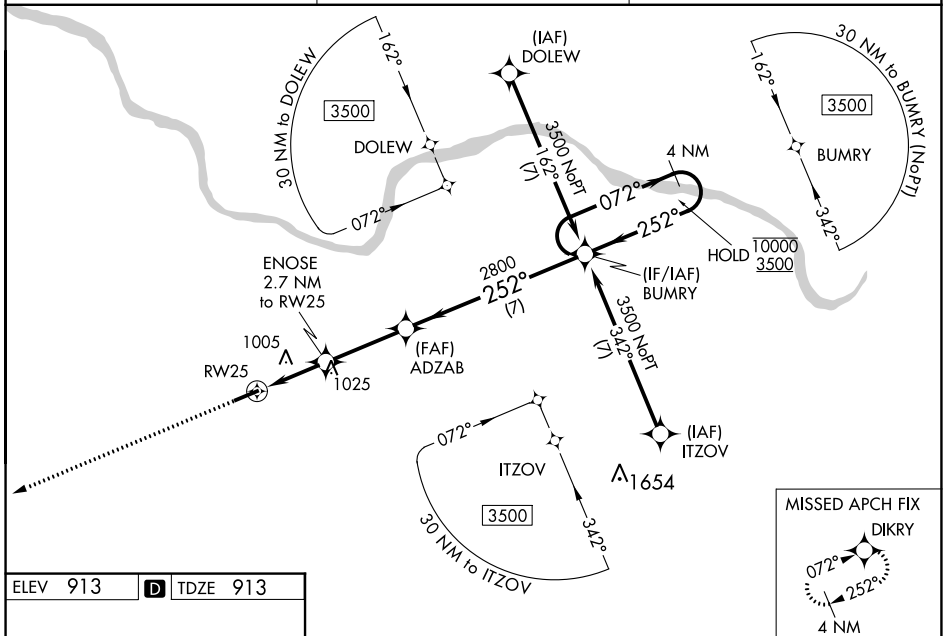 30 NM to DOLEW
162°
3500
DOLEW
072°
(IAF)
DOLEW
3500 NoPT
162°
(7)
30 NM to BUMRY (NoPT)
162°
3500
BUMRY
342°
4 NM
072°
252°
HOLD
10000
3500
(IF/IAF)
BUMRY
2800
252°
(7)
ENOSE
2.7 NM
to RW25
1005
1025
RW25
(FAF)
ADZAB
3500 NoPT
342°
(7)
(IAF)
ITZOV
1654
072°
ITZOV
3500
342°
30 NM to ITZOV
MISSED APCH FIX
DIKRY
072°
252°
4 NM
ELEV 913 D TDZE 913